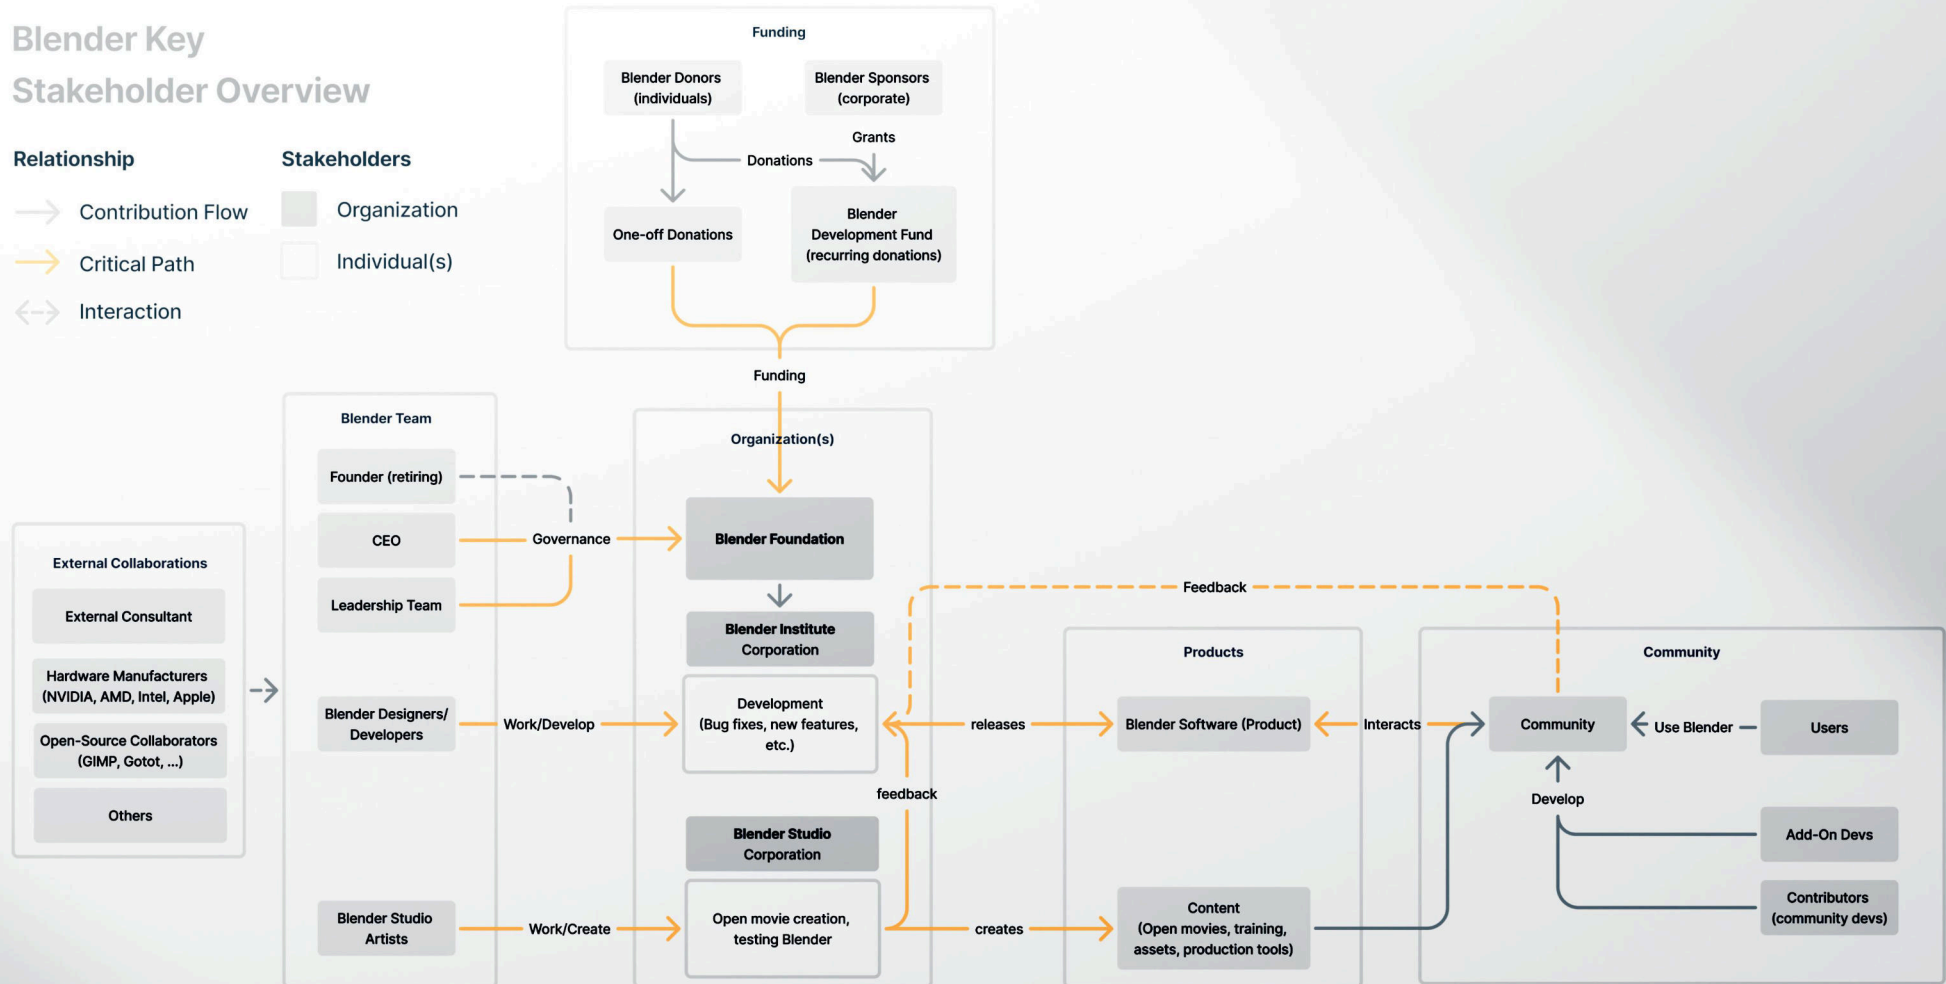 Blender Key
Stakeholder Overview
Relationship
Contribution Flow
Critical Path
Interaction
Stakeholders
Organization
Individual(s)
Funding
Blender Donors
(individuals)
Blender Sponsors
(corporate)
Grants
Donations
One-off Donations
Blender
Development Fund
(recurring donations)
Funding
External Collaborations
External Consultant
Hardware Manufacturers
(NVIDIA, AMD, Intel, Apple)
Open-Source Collaborators
(GIMP, Gotot, ...)
Others
Blender Team
Founder (retiring)
CEO
Leadership Team
Governance
Blender Designers/
Developers
Work/Develop
Blender Studio
Artists
Work/Create
Organization(s)
Blender Foundation
Blender Institute
Corporation
Development
(Bug fixes, new features,
etc.)
feedback
Blender Studio
Corporation
Open movie creation,
testing Blender
Feedback
releases
creates
Products
Blender Software (Product)
Content
(Open movies, training,
assets, production tools)
Interacts
Community
Community
Use Blender
Users
Develop
Add-On Devs
Contributors
(community devs)